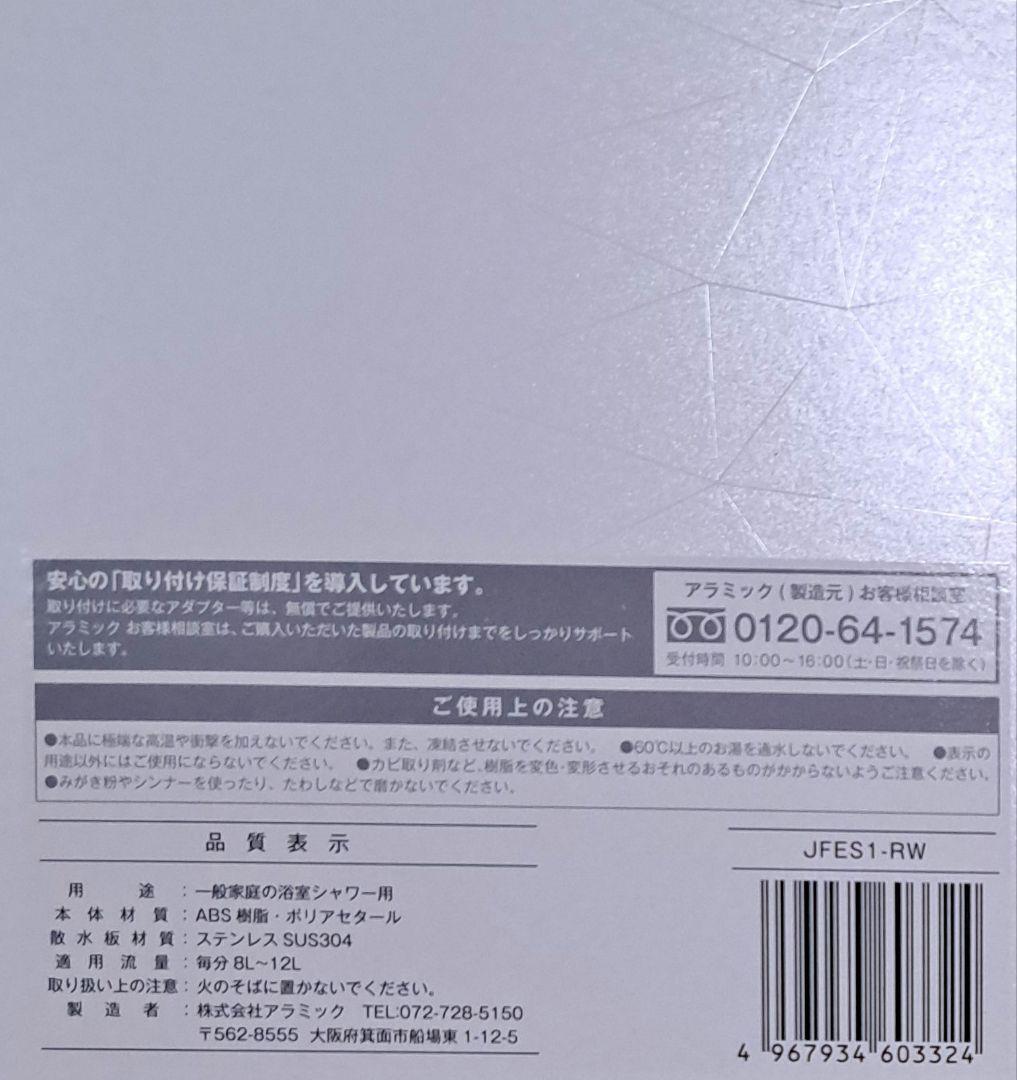 安心の「取り付け保証制度」を導入しています。
取り付けに必要なアダプター等は、無償でご提供いたします。
アラミック お客様相談室は、ご購入いただいた製品の取り付けまでをしっかりサポート
いたします。
アラミック(製造元)お客様相談室
0120-64-1574
受付時間 10:00～16:00(土・日・祝祭日を除く)
ご使用上の注意
●本品に極端な高温や衝撃を加えないでください。また、凍結させないでください。 ●60℃以上のお湯を通水しないでください。 ●表示の
用途以外にはご使用にならないでください。 ●カビ取り剤など、樹脂を変色・変形させるおそれのあるものがかからないようご注意ください。
●みがき粉やシンナーを使ったり、たわしなどで磨かないでください。
品質表示
用途：一般家庭の浴室シャワー用
本体材質：ABS樹脂・ポリアセタール
散水板材質：ステンレス SUS304
適用流量：毎分 8L～12L
取り扱い上の注意：火のそばに置かないでください。
製造者：株式会社アラミック TEL:072-728-5150
〒562-8555 大阪府箕面市船場東 1-12-5
JFES1-RW
4 967934 603324